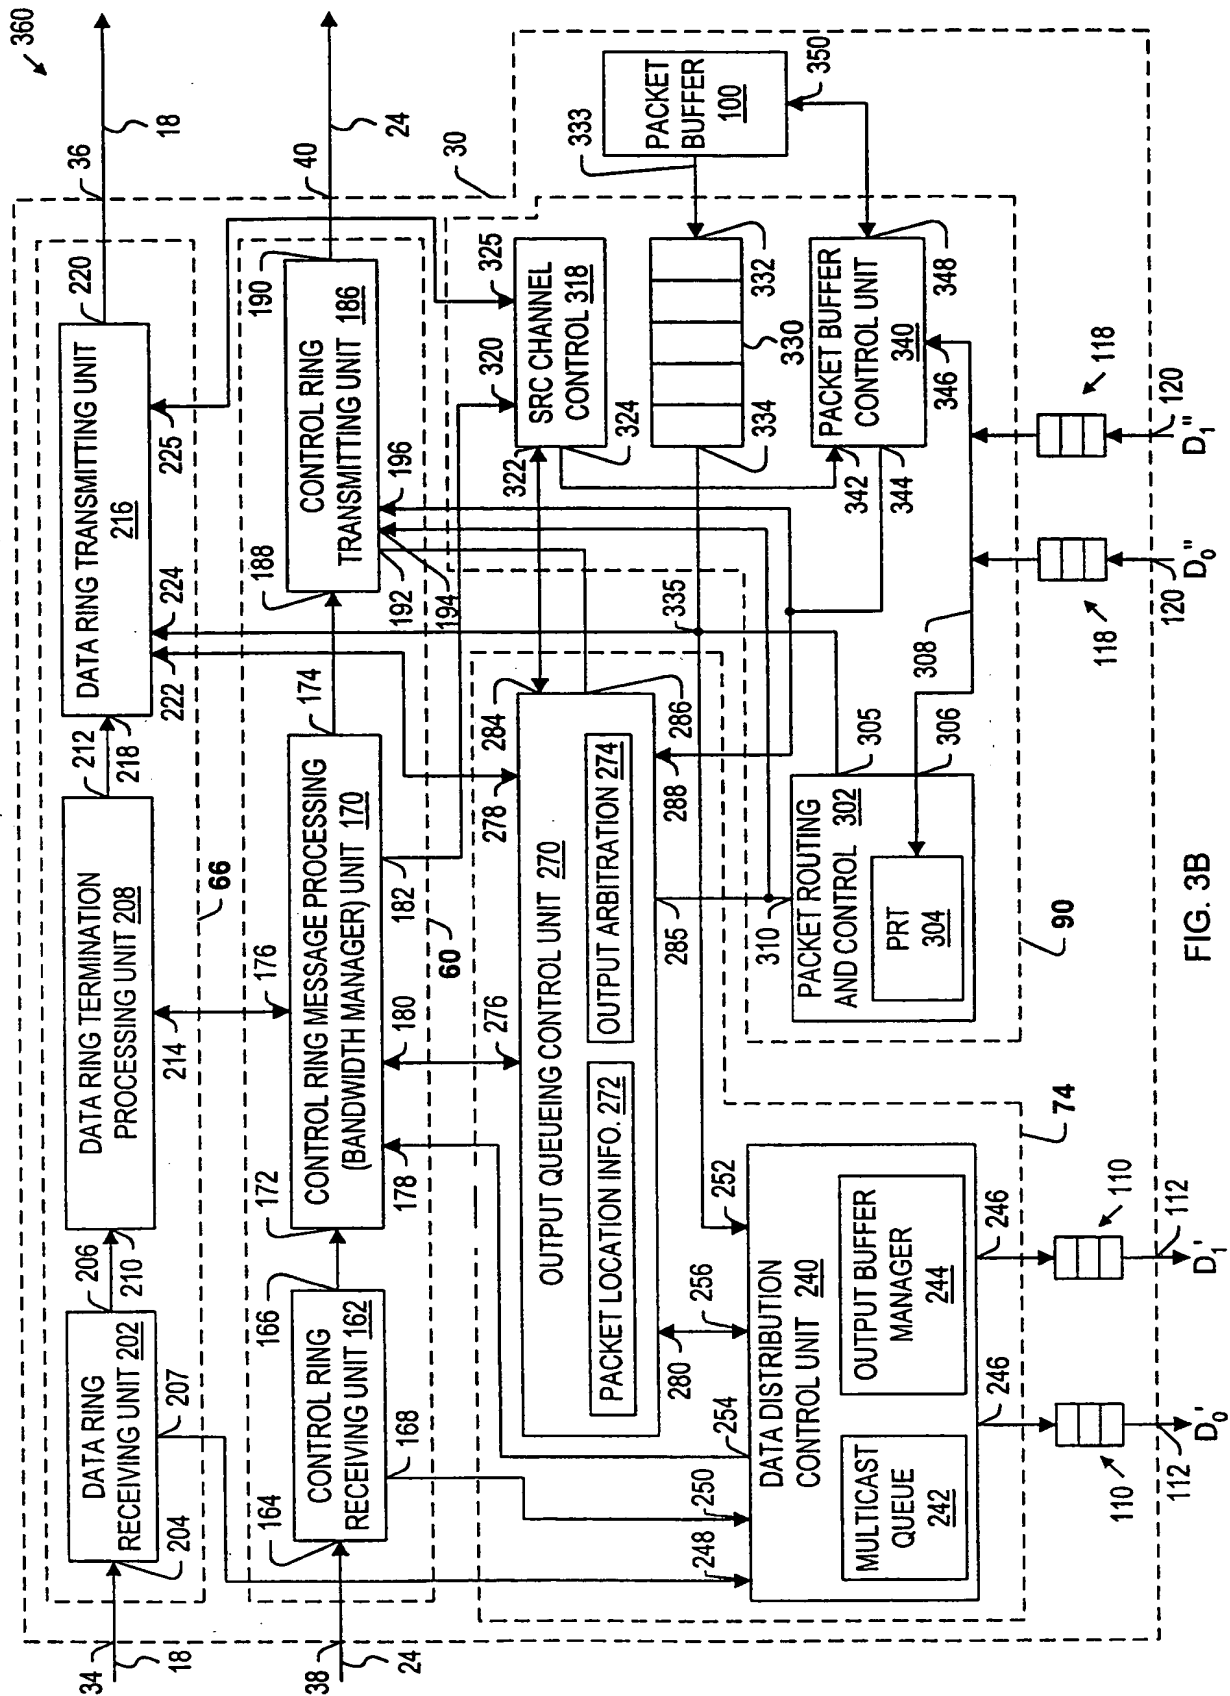 360
34
18
204
DATA RING
RECEIVING UNIT 202
206
207
210
DATA RING TERMINATION
PROCESSING UNIT 208
212
214
218
DATA RING TRANSMITTING UNIT
216
220
222
224
225
36
18
66
38
24
164
CONTROL RING
RECEIVING UNIT 162
166
168
172
CONTROL RING MESSAGE PROCESSING
(BANDWIDTH MANAGER) UNIT 170
174
176
178
180
182
188
CONTROL RING
TRANSMITTING UNIT 186
190
192
194
196
40
24
60
30
OUTPUT QUEUEING CONTROL UNIT 270
PACKET LOCATION INFO. 272
OUTPUT ARBITRATION 274
276
278
280
284
285
286
288
320
325
SRC CHANNEL
CONTROL 318
322
324
333
PACKET
BUFFER
100
350
332
330
334
335
PACKET BUFFER
CONTROL UNIT
340
342
344
346
348
248
250
254
256
252
DATA DISTRIBUTION
CONTROL UNIT 240
MULTICAST
QUEUE
242
OUTPUT BUFFER
MANAGER
244
246
246
74
310
PACKET ROUTING
AND CONTROL 302
PRT
304
305
306
308
90
110
112
D0'
110
112
D1'
118
120
D0"
118
120
D1"
FIG. 3B